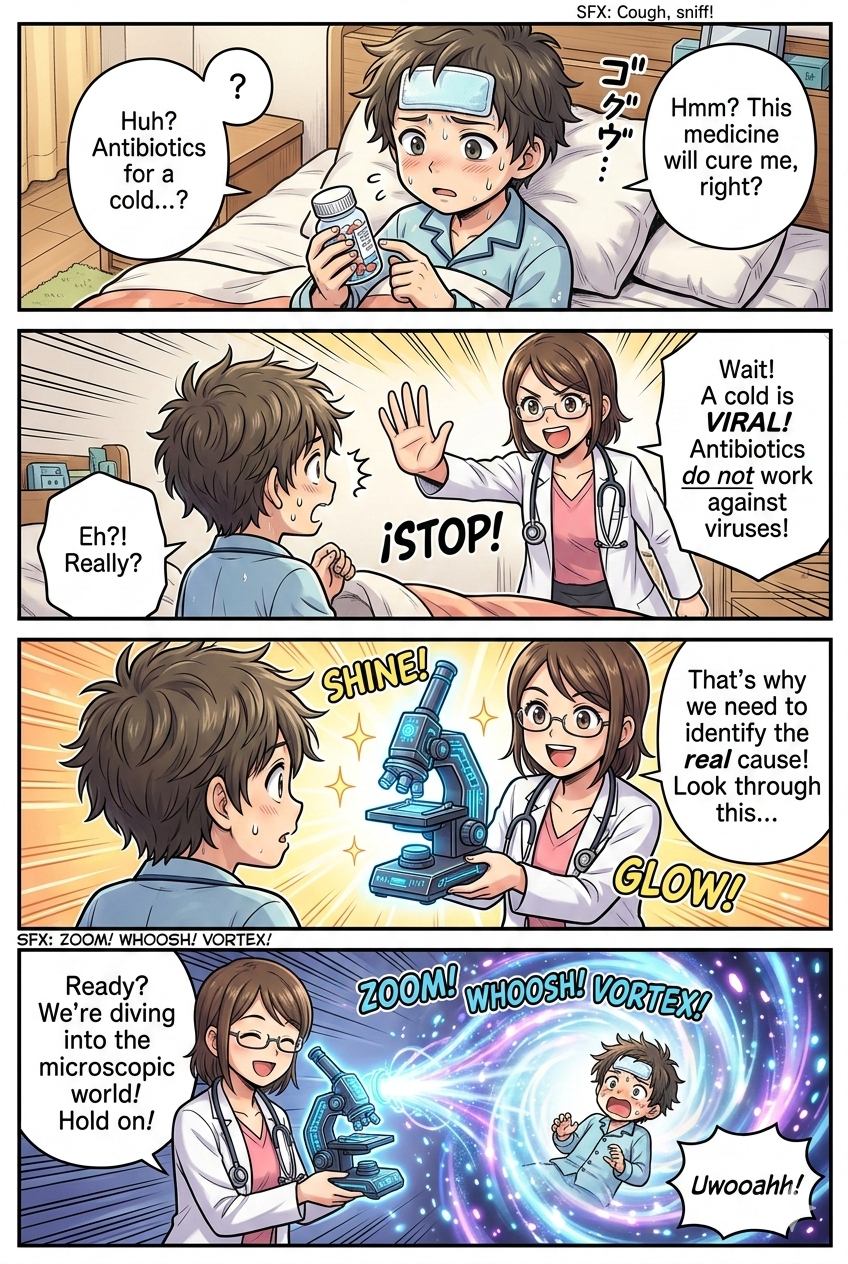 SFX: Cough, sniff!
?
Huh?
Antibiotics
for a
cold...?
ゴグヴ...
Hmm? This
medicine
will cure me,
right?
Wait!
A cold is
VIRAL!
Antibiotics
do not work
against
viruses!
¡STOP!
Eh?!
Really?
SHINE!
That's why
we need to
identify the
real cause!
Look through
this...
GLOW!
SFX: ZOOM! WHOOSH! VORTEX!
Ready?
We're diving
into the
microscopic
world!
Hold on!
ZOOM! WHOOSH! VORTEX!
Uwooahh!